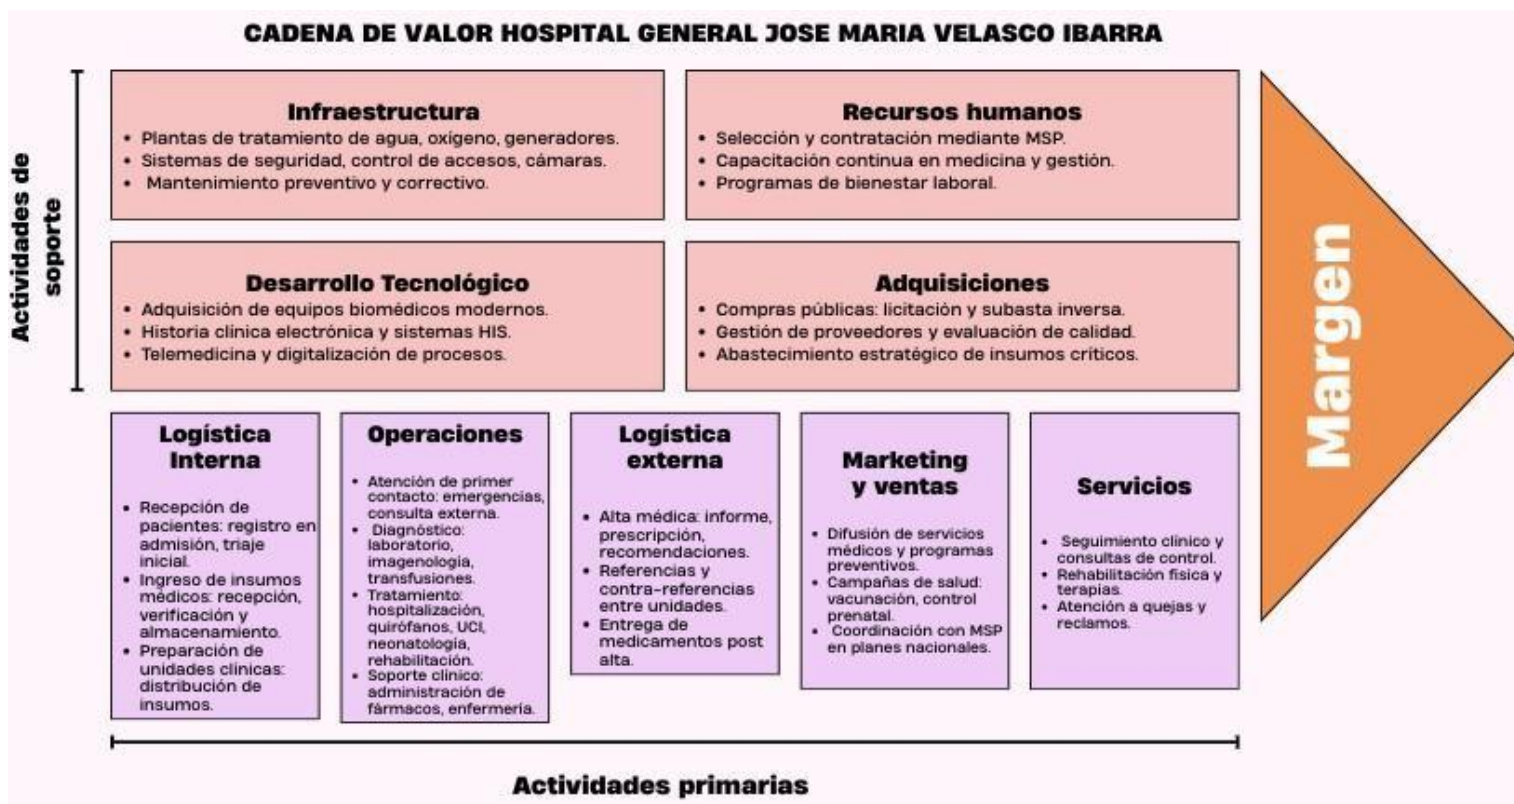 CADENA DE VALOR HOSPITAL GENERAL JOSE MARIA VELASCO IBARRA
Actividades de
soporte
Infraestructura
• Plantas de tratamiento de agua, oxígeno, generadores.
• Sistemas de seguridad, control de accesos, cámaras.
• Mantenimiento preventivo y correctivo.
Recursos humanos
• Selección y contratación mediante MSP.
• Capacitación continua en medicina y gestión.
• Programas de bienestar laboral.
Desarrollo Tecnológico
• Adquisición de equipos biomédicos modernos.
• Historia clínica electrónica y sistemas HIS.
• Telemedicina y digitalización de procesos.
Adquisiciones
• Compras públicas: licitación y subasta inversa.
• Gestión de proveedores y evaluación de calidad.
• Abastecimiento estratégico de insumos críticos.
Logística
Interna
• Recepción de
pacientes: registro en
admisión, triaje
inicial.
• Ingreso de insumos
médicos: recepción,
verificación y
almacenamiento.
• Preparación de
unidades clínicas:
distribución de
insumos.
Operaciones
• Atención de primer
contacto: emergencias,
consulta externa.
• Diagnóstico:
laboratorio,
imagenología,
transfusiones.
• Tratamiento:
hospitalización,
quirófanos, UCI,
neonatología,
rehabilitación.
• Soporte clínico:
administración de
fármacos, enfermería.
Logística
externa
• Alta médica: informe,
prescripción,
recomendaciones.
• Referencias y
contra-referencias
entre unidades.
• Entrega de
medicamentos post
alta.
Marketing
y ventas
• Difusión de servicios
médicos y programas
preventivos.
• Campañas de salud:
vacunación, control
prenatal.
• Coordinación con MSP
en planes nacionales.
Servicios
• Seguimiento clínico y
consultas de control.
• Rehabilitación física y
terapias.
• Atención a quejas y
reclamos.
Margen
Actividades primarias